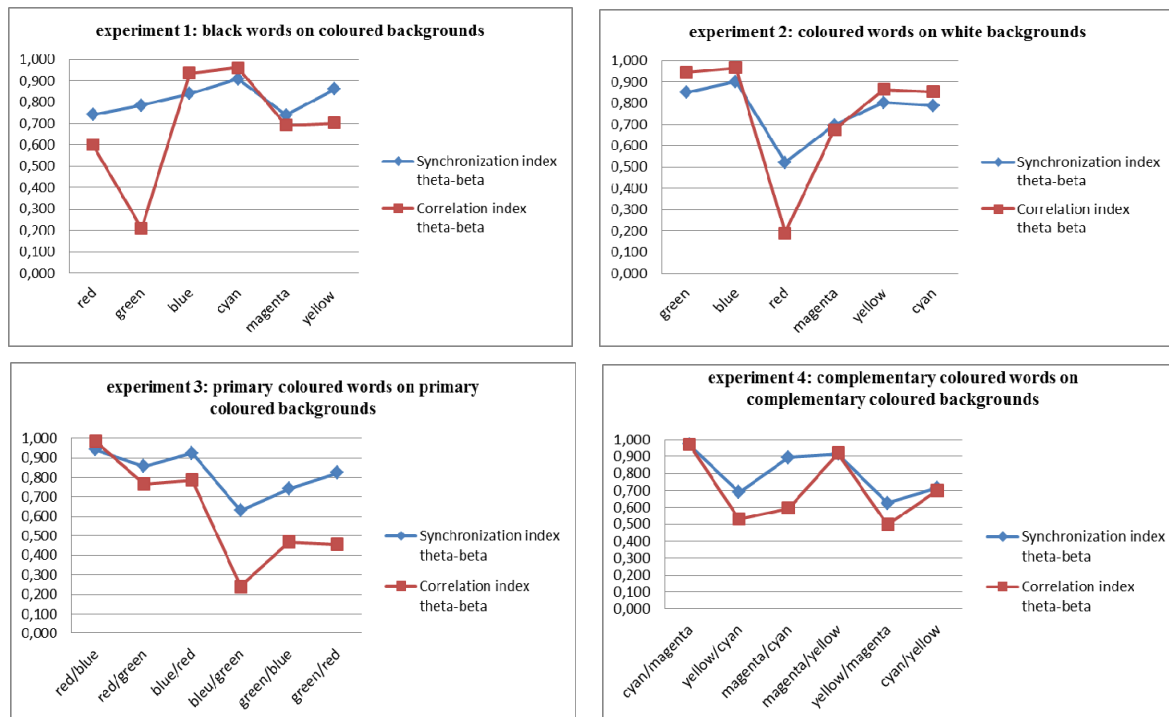 experiment 1: black words on coloured backgrounds
1,000
0,900
0,800
0,700
0,600
0,500
0,400
0,300
0,200
0,100
0,000
red
green
blue
cyan
magenta
yellow
Synchronization index
theta-beta
Correlation index
theta-beta
experiment 2: coloured words on white backgrounds
1,000
0,900
0,800
0,700
0,600
0,500
0,400
0,300
0,200
0,100
0,000
green
blue
red
magenta
yellow
cyan
Synchronization index
theta-beta
Correlation index
theta-beta
experiment 3: primary coloured words on primary
coloured backgrounds
1,000
0,900
0,800
0,700
0,600
0,500
0,400
0,300
0,200
0,100
0,000
red/blue
red/green
blue/red
bleu/green
green/blue
green/red
Synchronization index
theta-beta
Correlation index
theta-beta
experiment 4: complementary coloured words on
complementary coloured backgrounds
1,000
0,900
0,800
0,700
0,600
0,500
0,400
0,300
0,200
0,100
0,000
cyan/magenta
yellow/cyan
magenta/cyan
magenta/yellow
yellow/magenta
cyan/yellow
Synchronization index
theta-beta
Correlation index
theta-beta